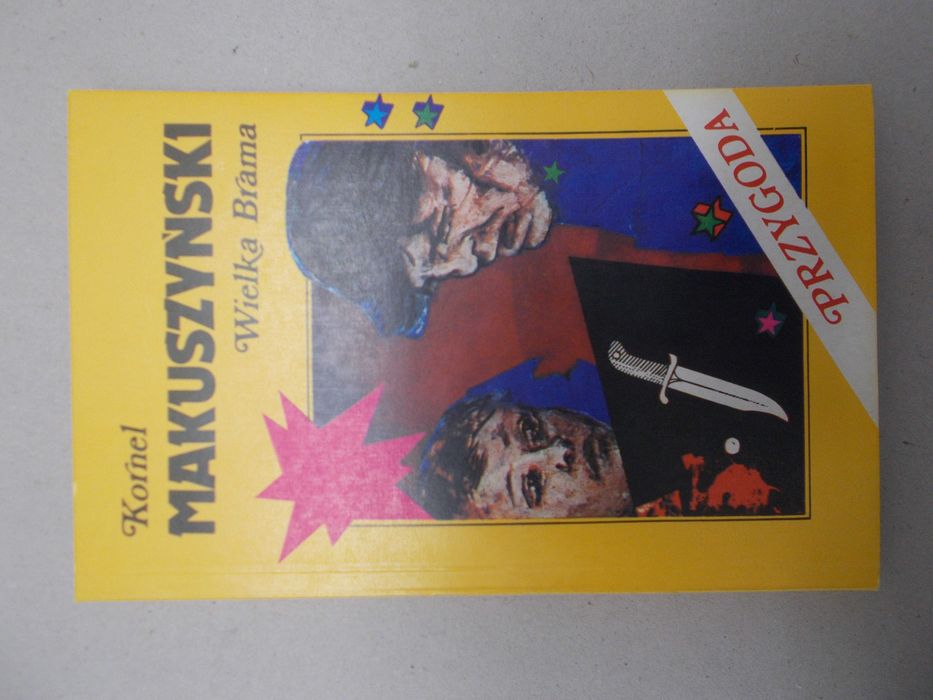 Kornel
MAKUSZYŃSKI
Wielka Brama
PRZYGODA